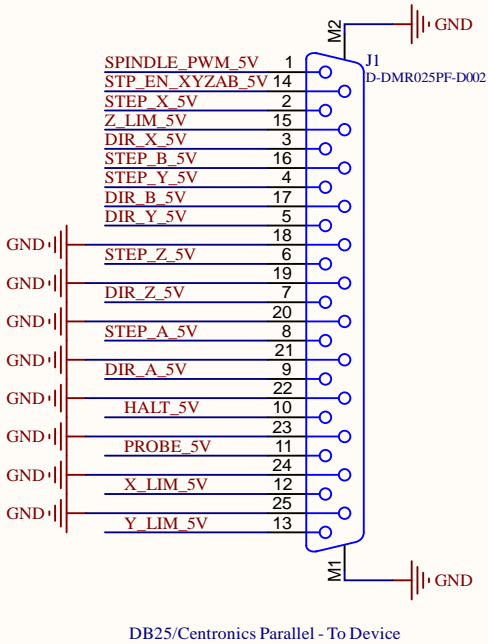 M2
GND
J1
D-DMR025PF-D002
SPINDLE_PWM_5V 1
STP_EN_XYZAB_5V 14
STEP_X_5V 2
Z_LIM_5V 15
DIR_X_5V 3
STEP_B_5V 16
STEP_Y_5V 4
DIR_B_5V 17
DIR_Y_5V 5
GND 18
STEP_Z_5V 6
GND 19
DIR_Z_5V 7
GND 20
STEP_A_5V 8
GND 21
DIR_A_5V 9
GND 22
HALT_5V 10
GND 23
PROBE_5V 11
GND 24
X_LIM_5V 12
GND 25
Y_LIM_5V 13
M1
GND
DB25/Centronics Parallel - To Device